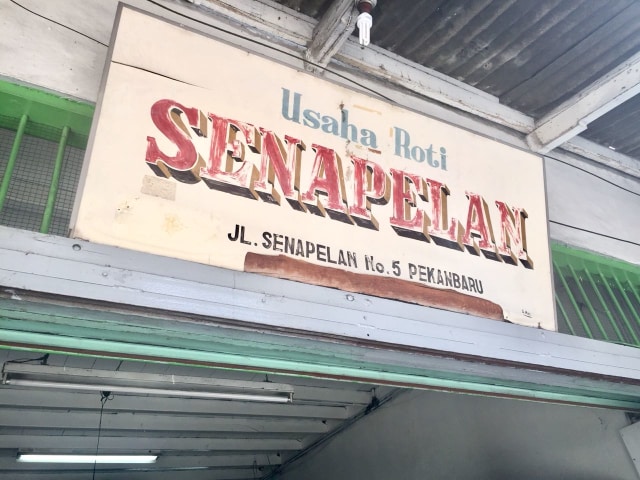 Usaha Roti
SENAPELAN
JL. SENAPELAN No. 5 PEKANBARU